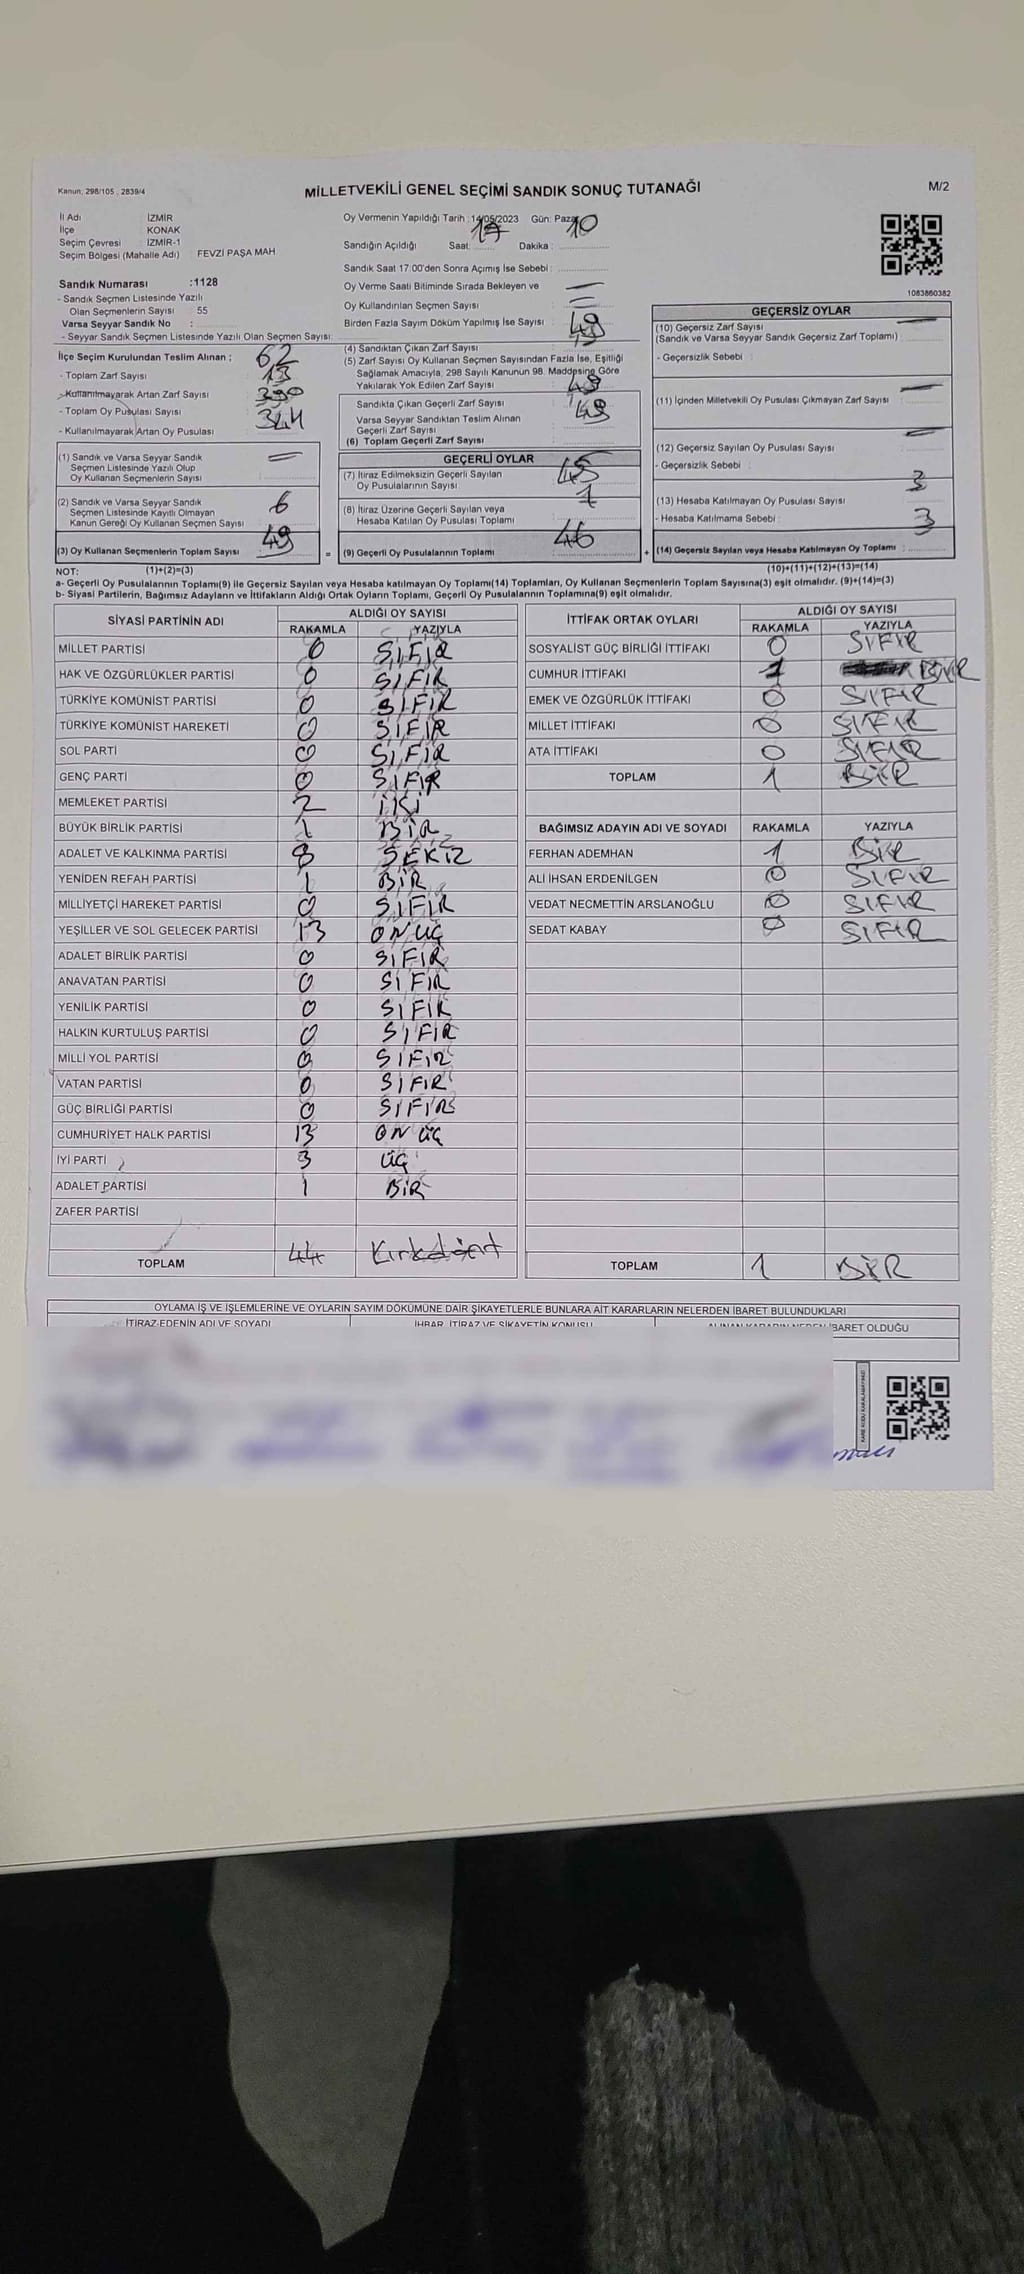 Kanun; 298/105 , 2839/4
MİLLETVEKİLİ GENEL SEÇİMİ SANDIK SONUÇ TUTANAĞI
M/2
İl Adı İZMİR
İlçe KONAK
Seçim Çevresi İZMİR-1
Seçim Bölgesi (Mahalle Adı) FEVZİ PAŞA MAH
Sandık Numarası :1128
- Sandık Seçmen Listesinde Yazılı
Olan Seçmenlerin Sayısı 55
Varsa Seyyar Sandık No :
- Seyyar Sandık Seçmen Listesinde Yazılı Olan Seçmen Sayısı:
İlçe Seçim Kurulundan Teslim Alınan ; 62
- Toplam Zarf Sayısı 13
- Kullanılmayarak Artan Zarf Sayısı 390
- Toplam Oy Pusulası Sayısı 344
- Kullanılmayarak Artan Oy Pusulası
Oy Vermenin Yapıldığı Tarih : 14/05/2023 Gün: Pazar
Sandığın Açıldığı Saat: 17 Dakika : 10
Sandık Saat 17:00'den Sonra Açımış İse Sebebi :
Oy Verme Saati Bitiminde Sırada Bekleyen ve
Oy Kullandırılan Seçmen Sayısı
Birden Fazla Sayım Döküm Yapılmış İse Sayısı : 49
(4) Sandıktan Çıkan Zarf Sayısı
(5) Zarf Sayısı Oy Kullanan Seçmen Sayısından Fazla İse, Eşitliği
Sağlamak Amacıyla, 298 Sayılı Kanunun 98. Maddesine Göre
Yakılarak Yok Edilen Zarf Sayısı 49
Sandıkta Çıkan Geçerli Zarf Sayısı
Varsa Seyyar Sandıktan Teslim Alınan 49
Geçerli Zarf Sayısı
(6) Toplam Geçerli Zarf Sayısı
GEÇERSİZ OYLAR
1083860382
(10) Geçersiz Zarf Sayısı
(Sandık ve Varsa Seyyar Sandık Geçersiz Zarf Toplamı) :
- Geçersizlik Sebebi :
(11) İçinden Milletvekili Oy Pusulası Çıkmayan Zarf Sayısı
(12) Geçersiz Sayılan Oy Pusulası Sayısı
- Geçersizlik Sebebi :
(13) Hesaba Katılmayan Oy Pusulası Sayısı 3
- Hesaba Katılmama Sebebi : 3
(14) Geçersiz Sayılan veya Hesaba Katılmayan Oy Toplamı :
(10)+(11)+(12)+(13)=(14)
(1) Sandık ve Varsa Seyyar Sandık
Seçmen Listesinde Yazılı Olup
Oy Kullanan Seçmenlerin Sayısı
(2) Sandık ve Varsa Seyyar Sandık 6
Seçmen Listesinde Kayıtlı Olmayan
Kanun Gereği Oy Kullanan Seçmen Sayısı
(3) Oy Kullanan Seçmenlerin Toplam Sayısı 49
GEÇERLİ OYLAR
(7) İtiraz Edilmeksizin Geçerli Sayılan 45
Oy Pusulalarının Sayısı
1
(8) İtiraz Üzerine Geçerli Sayılan veya
Hesaba Katılan Oy Pusulası Toplamı
= (9) Geçerli Oy Pusulalarının Toplamı 46 +
NOT: (1)+(2)=(3)
a- Geçerli Oy Pusulalarının Toplamı(9) ile Geçersiz Sayılan veya Hesaba katılmayan Oy Toplamı(14) Toplamları, Oy Kullanan Seçmenlerin Toplam Sayısına(3) eşit olmalıdır. (9)+(14)=(3)
b- Siyasi Partilerin, Bağımsız Adayların ve İttifakların Aldığı Ortak Oyların Toplamı, Geçerli Oy Pusulalarının Toplamına(9) eşit olmalıdır.
SİYASİ PARTİNİN ADI ALDIĞI OY SAYISI
RAKAMLA YAZIYLA
MİLLET PARTİSİ 0 SIFIR
HAK VE ÖZGÜRLÜKLER PARTİSİ 0 SIFIR
TÜRKİYE KOMÜNİST PARTİSİ 0 SIFIR
TÜRKİYE KOMÜNİST HAREKETİ 0 SIFIR
SOL PARTİ 0 SIFIR
GENÇ PARTİ 0 SIFIR
MEMLEKET PARTİSİ 2 İKİ
BÜYÜK BİRLİK PARTİSİ 1 BİR
ADALET VE KALKINMA PARTİSİ 8 SEKİZ
YENİDEN REFAH PARTİSİ 1 BİR
MİLLİYETÇİ HAREKET PARTİSİ 0 SIFIR
YEŞİLLER VE SOL GELECEK PARTİSİ 13 ON ÜÇ
ADALET BİRLİK PARTİSİ 0 SIFIR
ANAVATAN PARTİSİ 0 SIFIR
YENİLİK PARTİSİ 0 SIFIR
HALKIN KURTULUŞ PARTİSİ 0 SIFIR
MİLLİ YOL PARTİSİ 0 SIFIR
VATAN PARTİSİ 0 SIFIR
GÜÇ BİRLİĞİ PARTİSİ 0 SIFIR
CUMHURİYET HALK PARTİSİ 13 ON ÜÇ
İYİ PARTİ 3 ÜÇ
ADALET PARTİSİ 1 BİR
ZAFER PARTİSİ
TOPLAM 44 Kırkdört
İTTİFAK ORTAK OYLARI ALDIĞI OY SAYISI
RAKAMLA YAZIYLA
SOSYALİST GÜÇ BİRLİĞİ İTTİFAKI 0 SIFIR
CUMHUR İTTİFAKI 1 BİR
EMEK VE ÖZGÜRLÜK İTTİFAKI 0 SIFIR
MİLLET İTTİFAKI 0 SIFIR
ATA İTTİFAKI 0 SIFIR
TOPLAM 1 BİR
BAĞIMSIZ ADAYIN ADI VE SOYADI RAKAMLA YAZIYLA
FERHAN ADEMHAN 1 BİR
ALİ İHSAN ERDENİLGEN 0 SIFIR
VEDAT NECMETTİN ARSLANOĞLU 0 SIFIR
SEDAT KABAY 0 SIFIR
TOPLAM 1 BİR
OYLAMA İŞ VE İŞLEMLERİNE VE OYLARIN SAYIM DÖKÜMÜNE DAİR ŞİKAYETLERLE BUNLARA AİT KARARLARIN NELERDEN İBARET BULUNDUKLARI
İTİRAZ EDENİN ADI VE SOYADI İHBAR, İTİRAZ VE ŞİKAYETİN KONUSU ALINAN KARARIN NEDEN İBARET OLDUĞU
KARE KODU KARALAMAYINIZ!